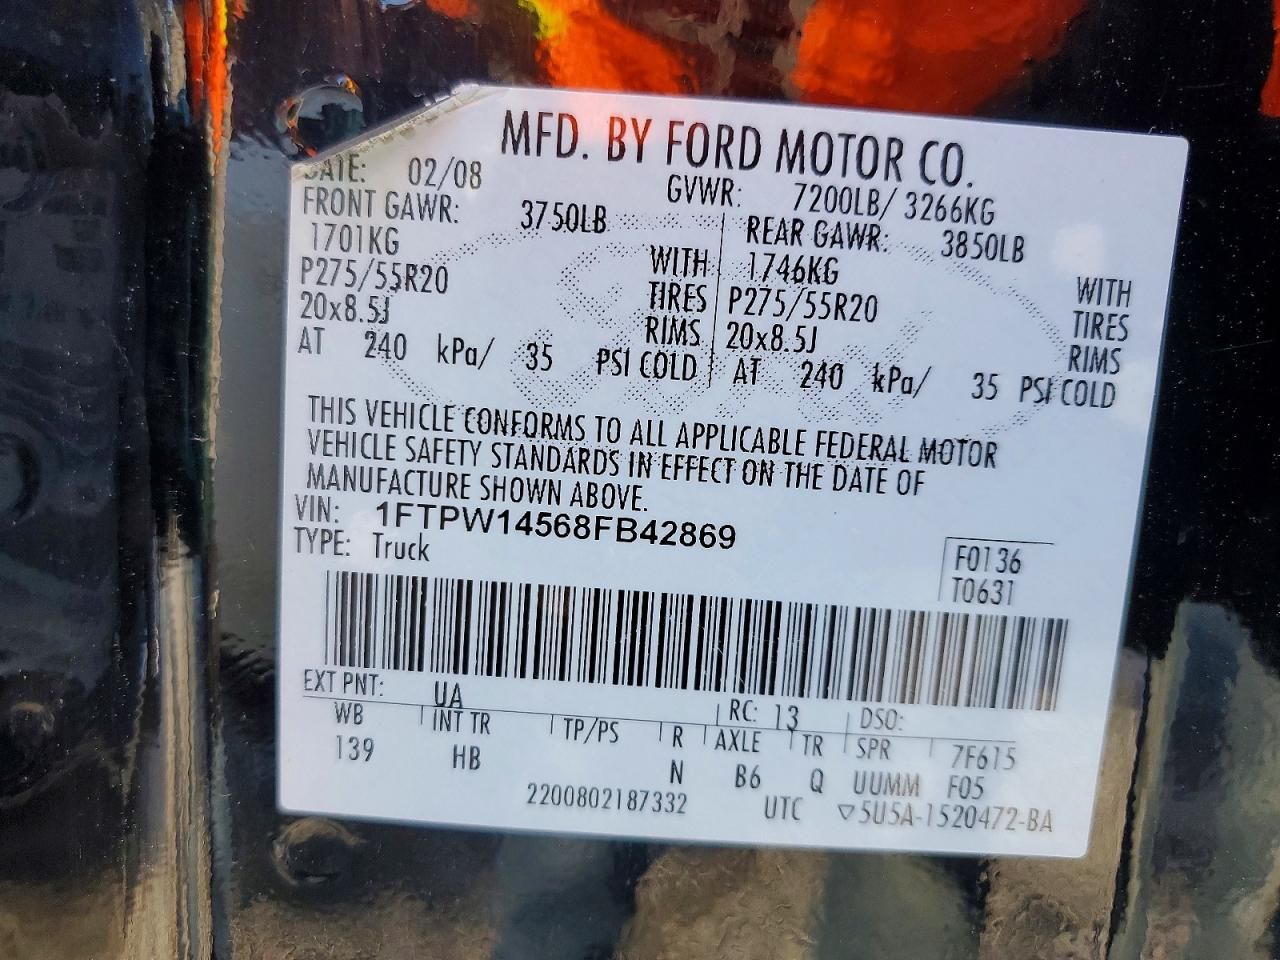 MFD. BY FORD MOTOR CO.
DATE: 02/08 GVWR: 7200LB/ 3266KG
FRONT GAWR: 3750LB REAR GAWR: 3850LB
1701KG WITH 1746KG WITH
P275/55R20 TIRES P275/55R20 TIRES
20x8.5J RIMS 20x8.5J RIMS
AT 240 kPa/ 35 PSI COLD AT 240 kPa/ 35 PSI COLD
THIS VEHICLE CONFORMS TO ALL APPLICABLE FEDERAL MOTOR
VEHICLE SAFETY STANDARDS IN EFFECT ON THE DATE OF
MANUFACTURE SHOWN ABOVE.
VIN: 1FTPW14568FB42869
TYPE: Truck
F0136
T0631
EXT PNT: UA RC: 13 DSO:
WB INT TR TP/PS R AXLE TR SPR 7F615
139 HB N B6 Q UUMM F05
2200802187332 UTC ▽5U5A-1520472-BA